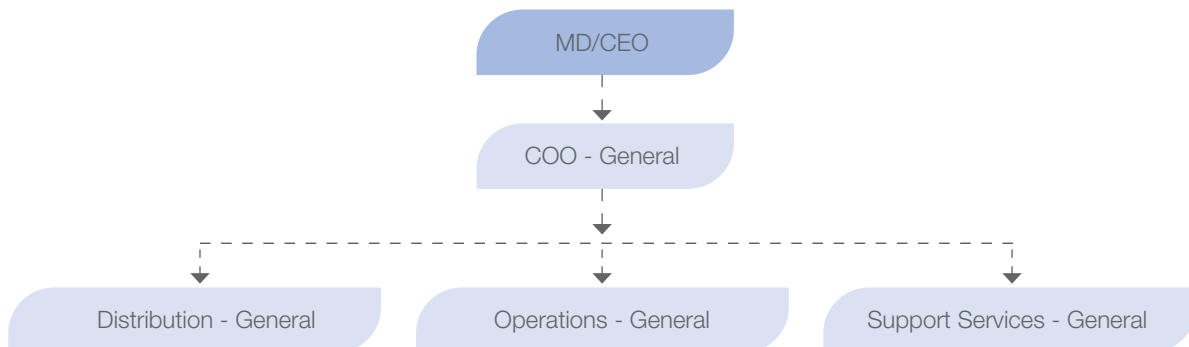 MD/CEO
COO - General
Distribution - General
Operations - General
Support Services - General